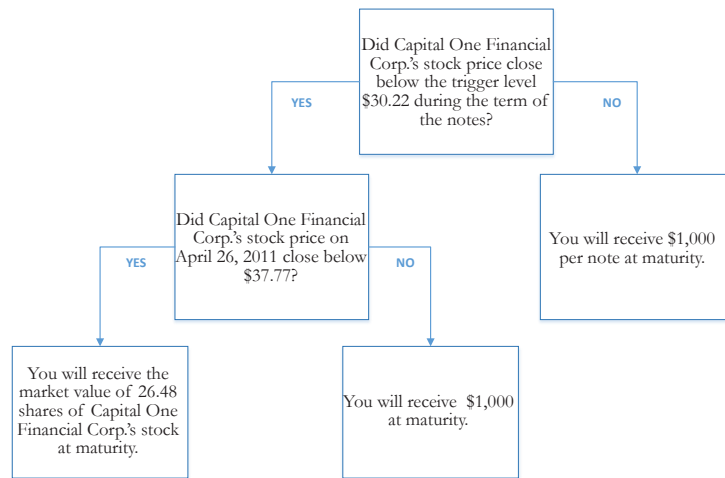 Did Capital One Financial
Corp.'s stock price close
below the trigger level
$30.22 during the term of
the notes?
YES
NO
Did Capital One Financial
Corp.'s stock price on
April 26, 2011 close below
$37.77?
You will receive $1,000
per note at maturity.
YES
NO
You will receive the
market value of 26.48
shares of Capital One
Financial Corp.'s stock
at maturity.
You will receive $1,000
at maturity.